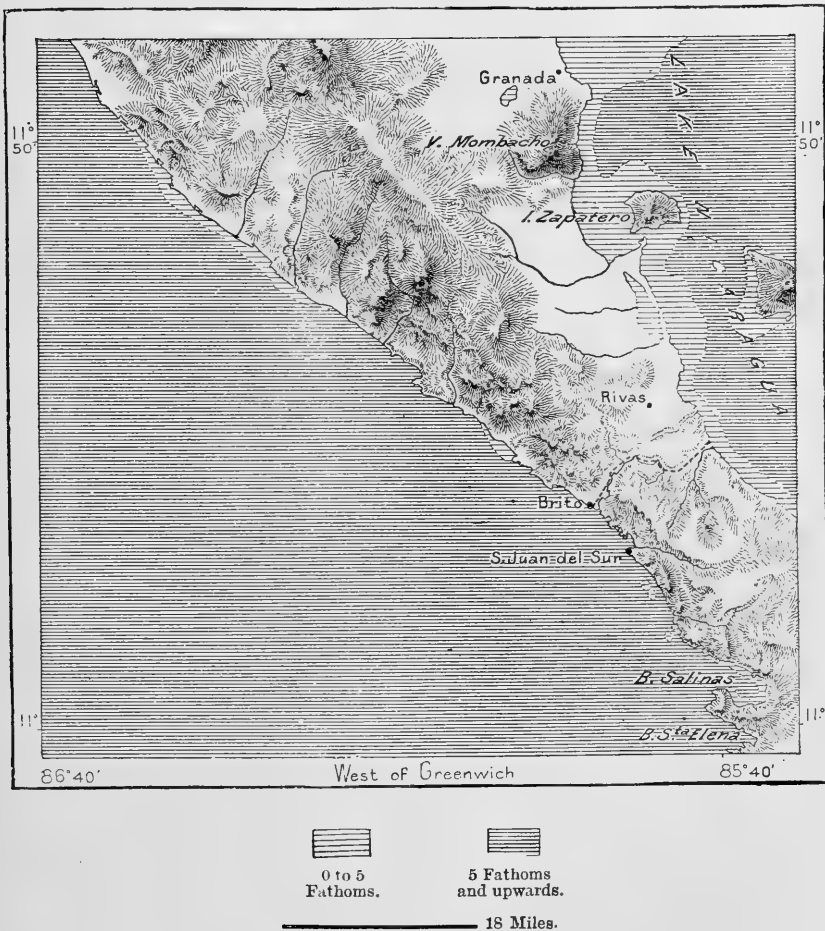 Granada
11°
50'
11°
50'
V. Mombacho
LAKE NICARAGUA
I. Zapatero
Rivas
Brito
S. Juan-del-Sur
B. Salinas
11°
11°
B. Sta Elena
86°40'
West of Greenwich
85°40'
0 to 5
Fathoms.
5 Fathoms
and upwards.
18 Miles.